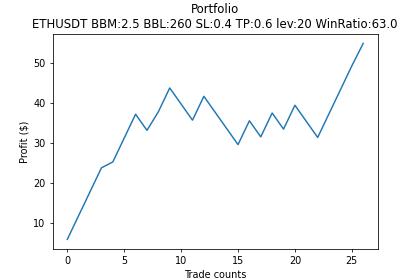 Portfolio
ETHUSDT BBM:2.5 BBL:260 SL:0.4 TP:0.6 lev:20 WinRatio:63.0
50
40
30
20
10
Profit ($)
0 5 10 15 20 25
Trade counts